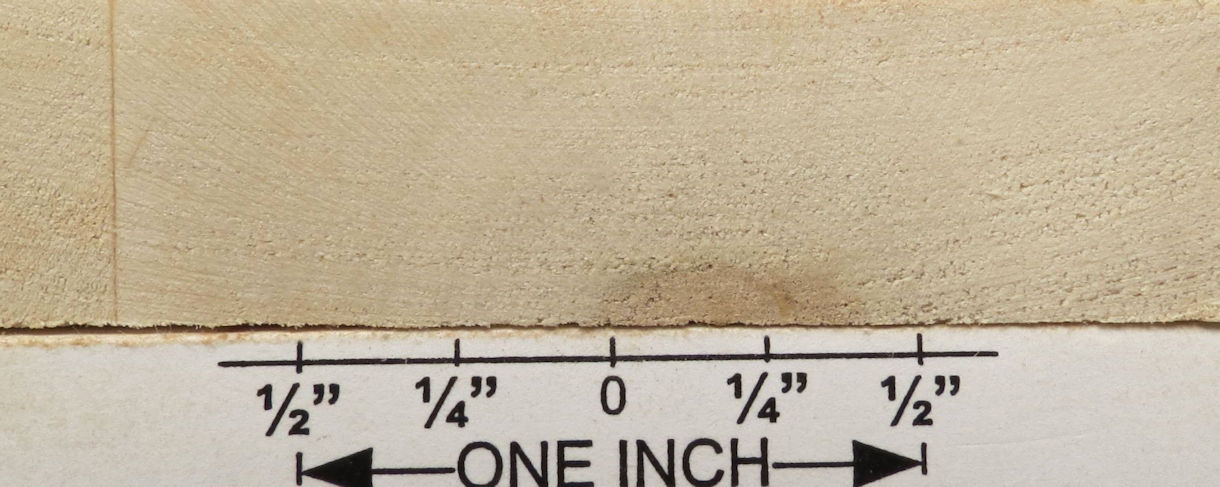 ½” ¼” 0 ¼” ½”
ONE INCH